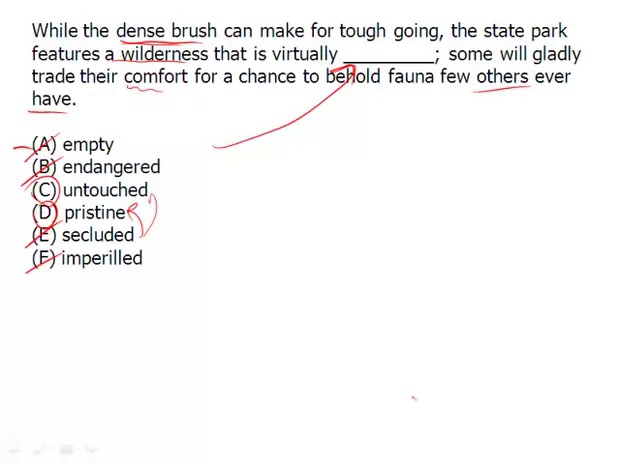 While the dense brush can make for tough going, the state park
features a wilderness that is virtually __________; some will gladly
trade their comfort for a chance to behold fauna few others ever
have.
(A) empty
(B) endangered
(C) untouched
(D) pristine
(E) secluded
(F) imperilled